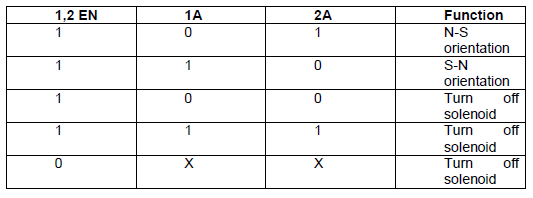 1,2 EN 1A 2A Function
1 0 1 N-S
orientation
1 1 0 S-N
orientation
1 0 0 Turn off
solenoid
1 1 1 Turn off
solenoid
0 X X Turn off
solenoid